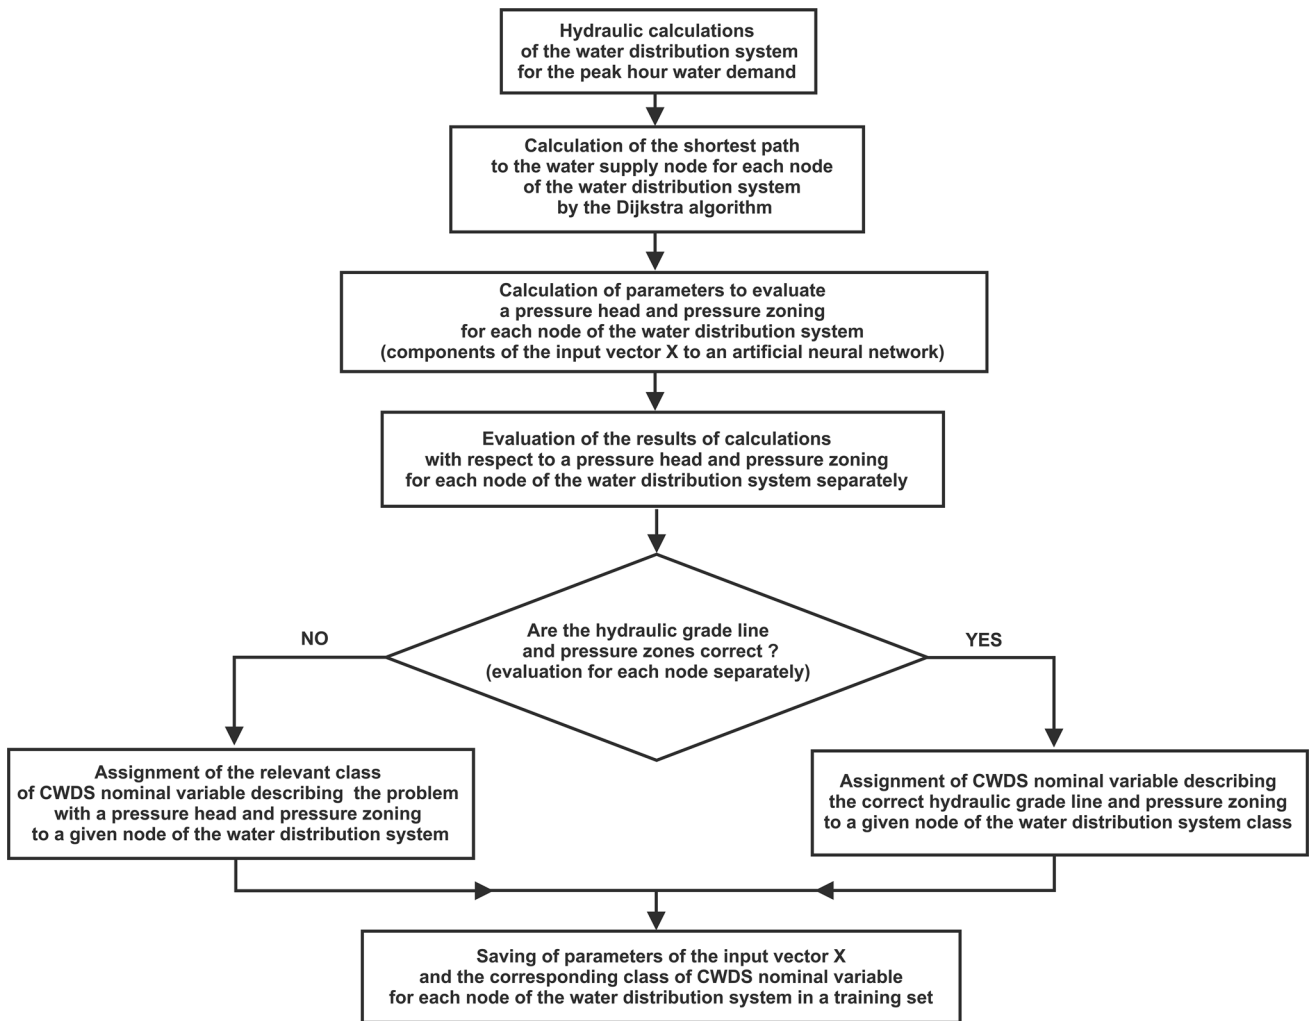 Hydraulic calculations
of the water distribution system
for the peak hour water demand
Calculation of the shortest path
to the water supply node for each node
of the water distribution system
by the Dijkstra algorithm
Calculation of parameters to evaluate
a pressure head and pressure zoning
for each node of the water distribution system
(components of the input vector X to an artificial neural network)
Evaluation of the results of calculations
with respect to a pressure head and pressure zoning
for each node of the water distribution system separately
Are the hydraulic grade line
and pressure zones correct ?
(evaluation for each node separately)
NO
YES
Assignment of the relevant class
of CWDS nominal variable describing the problem
with a pressure head and pressure zoning
to a given node of the water distribution system
Assignment of CWDS nominal variable describing
the correct hydraulic grade line and pressure zoning
to a given node of the water distribution system class
Saving of parameters of the input vector X
and the corresponding class of CWDS nominal variable
for each node of the water distribution system in a training set